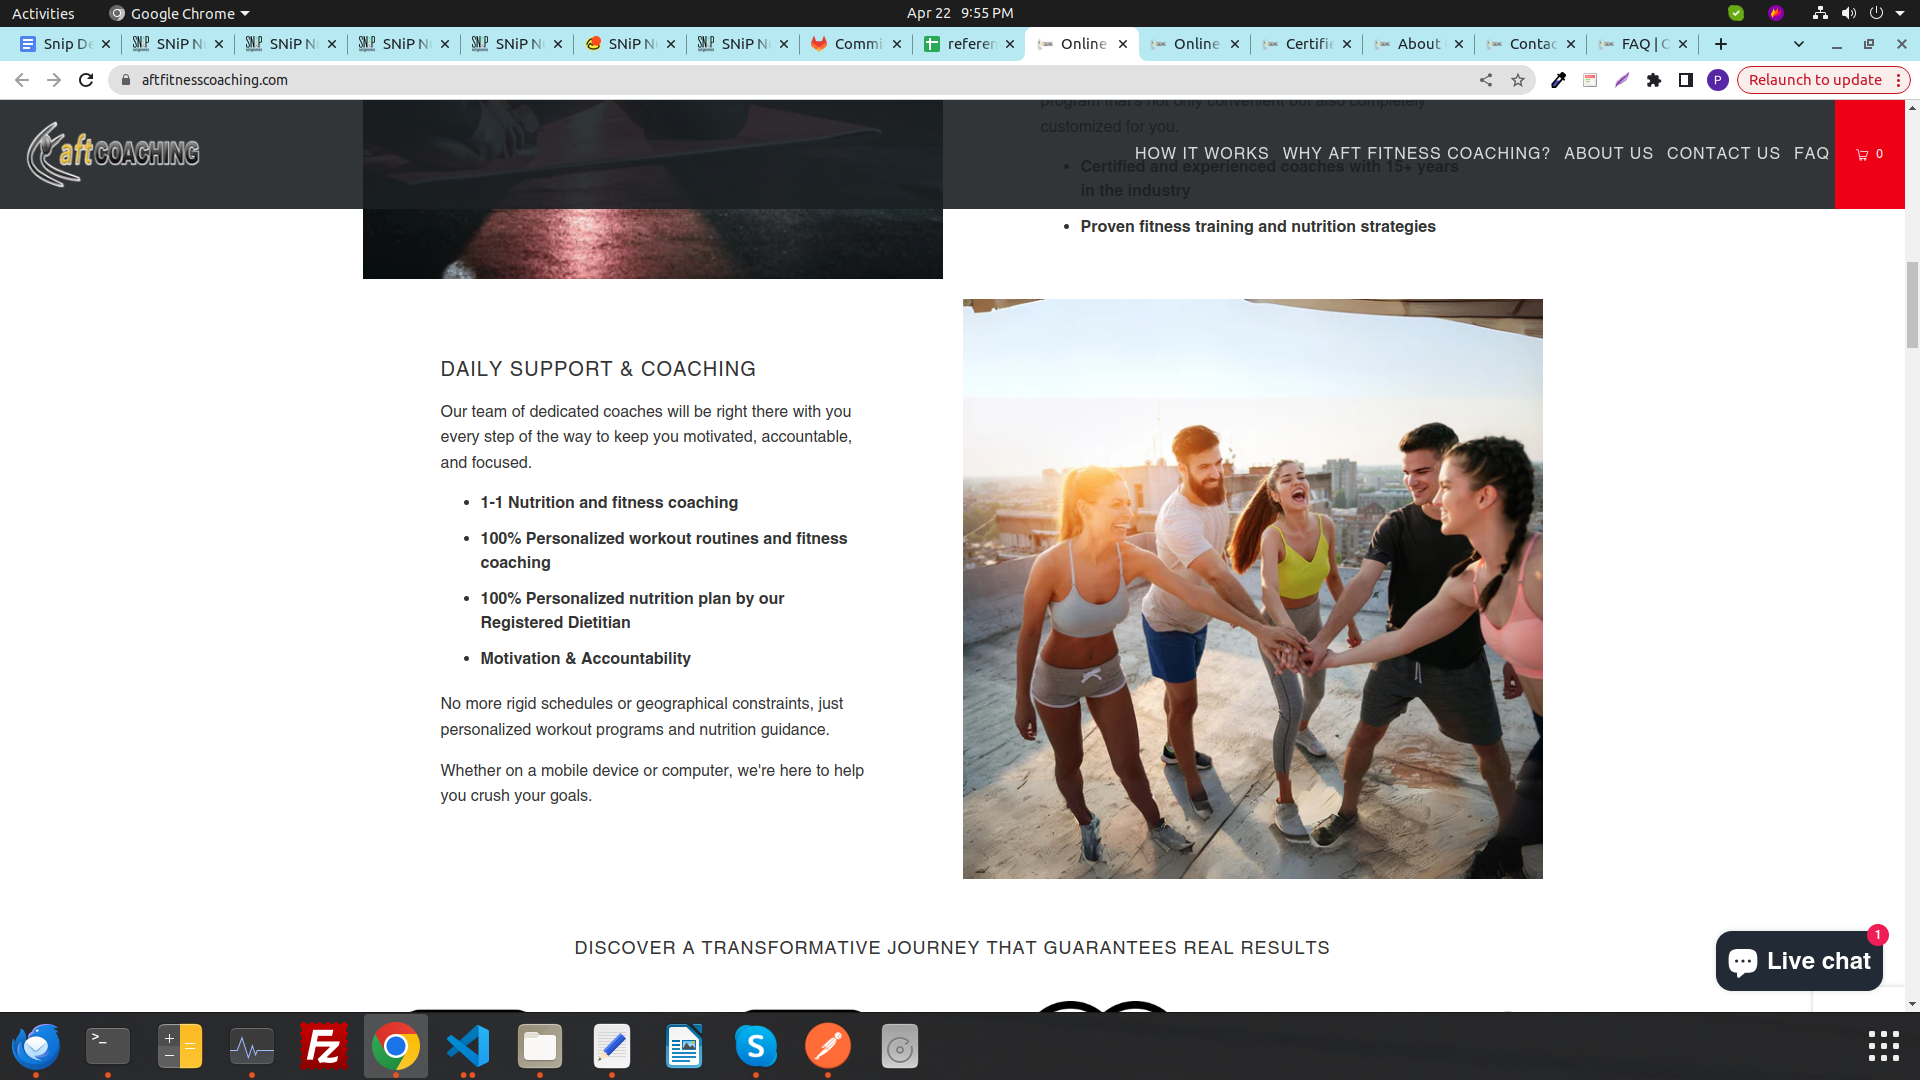 Activities
Google Chrome
Apr 22 9:55 PM
Snip De
SNiP N
SNiP N
SNiP N
SNiP N
SNiP N
SNiP N
Commi
referen
Online
Online
Certifie
About
Contac
FAQ | C
aftfitnesscoaching.com
P
Relaunch to update
aft COACHING
HOW IT WORKS
WHY AFT FITNESS COACHING?
ABOUT US
CONTACT US
FAQ
0
program that's not only convenient but also completely
customized for you.
• Certified and experienced coaches with 15+ years
in the industry
• Proven fitness training and nutrition strategies
DAILY SUPPORT & COACHING
Our team of dedicated coaches will be right there with you
every step of the way to keep you motivated, accountable,
and focused.
• 1-1 Nutrition and fitness coaching
• 100% Personalized workout routines and fitness
coaching
• 100% Personalized nutrition plan by our
Registered Dietitian
• Motivation & Accountability
No more rigid schedules or geographical constraints, just
personalized workout programs and nutrition guidance.
Whether on a mobile device or computer, we're here to help
you crush your goals.
DISCOVER A TRANSFORMATIVE JOURNEY THAT GUARANTEES REAL RESULTS
1
Live chat